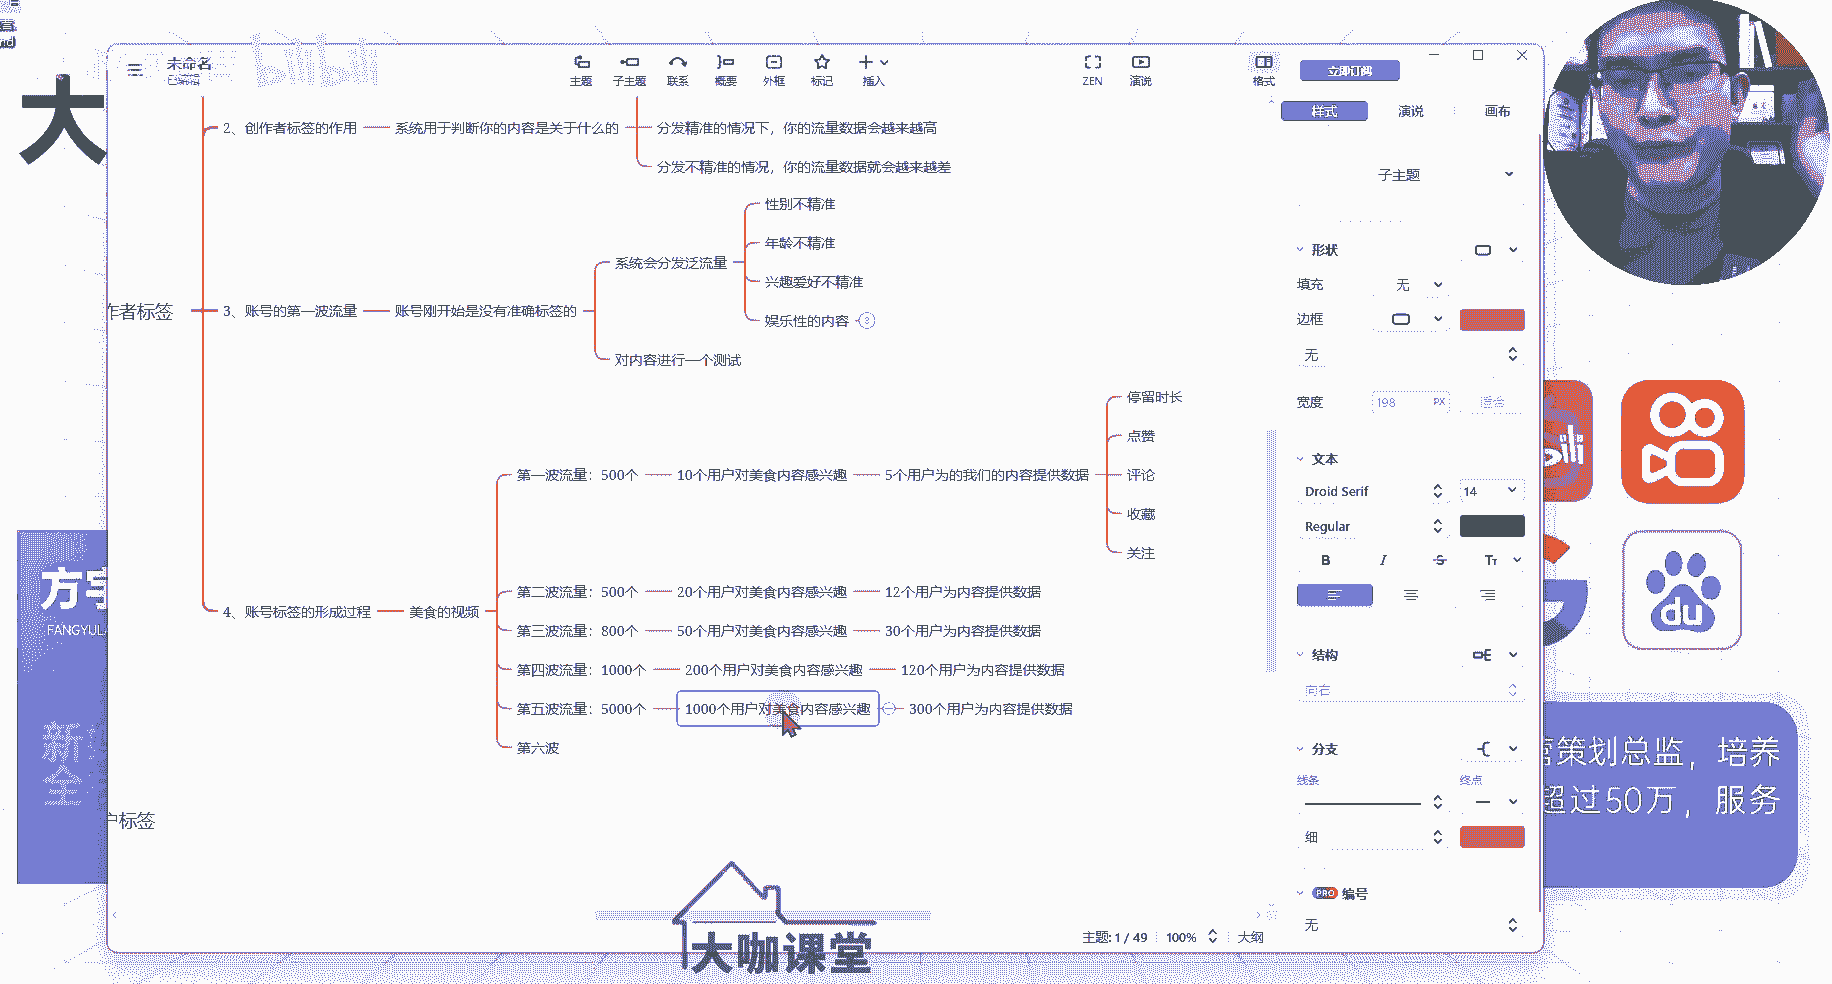 未命名
已编辑
主题
子主题
联系
概要
外框
标记
插入
ZEN
演说
格式
立即订阅
大
2、创作者标签的作用
系统用于判断你的内容是关于什么的
分发精准的情况下，你的流量数据会越来越高
分发不精准的情况，你的流量数据就会越来越差
作者标签
3、账号的第一波流量
账号刚开始是没有准确标签的
系统会分发泛流量
性别不精准
年龄不精准
兴趣爱好不精准
娱乐性的内容
对内容进行一个测试
4、账号标签的形成过程
美食的视频
第一波流量：500个
10个用户对美食内容感兴趣
5个用户为的我们的内容提供数据
停留时长
点赞
评论
收藏
关注
第二波流量：500个
20个用户对美食内容感兴趣
12个用户为内容提供数据
第三波流量：800个
50个用户对美食内容感兴趣
30个用户为内容提供数据
第四波流量：1000个
200个用户对美食内容感兴趣
120个用户为内容提供数据
第五波流量：5000个
1000个用户对美食内容感兴趣
300个用户为内容提供数据
第六波
户标签
样式
演说
画布
子主题
形状
填充
无
边框
无
宽度
198
PX
文本
Droid Serif
14
Regular
B
I
S
Tт
结构
向右
分支
线条
终点
细
PRO
编号
无
主题: 1 / 49
100%
大纲
方宇
FANGYULA
新
全
du
营策划总监，培养
超过50万，服务
大咖课堂